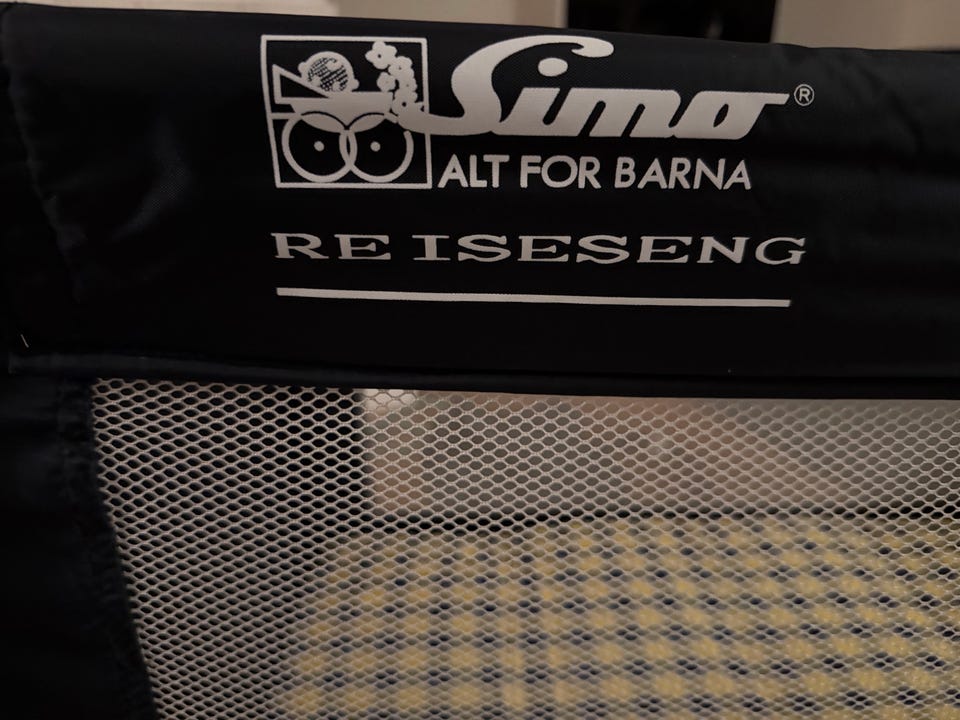 Simo®
ALT FOR BARNA
REISESENG